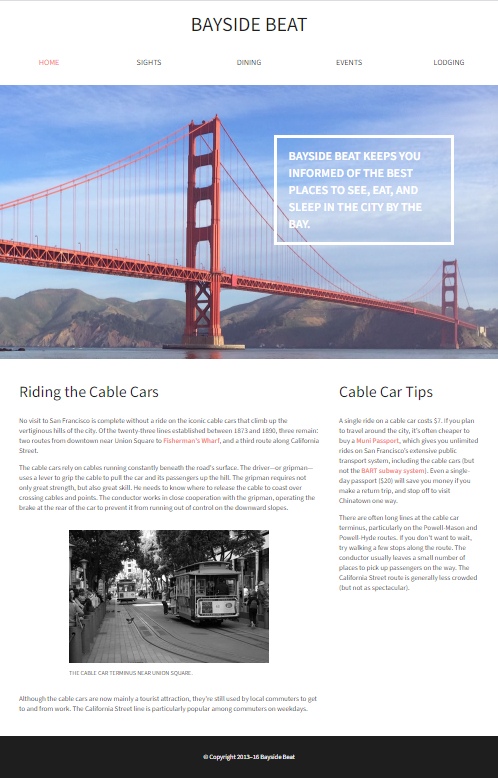 BAYSIDE BEAT
HOME SIGHTS DINING EVENTS LODGING
BAYSIDE BEAT KEEPS YOU
INFORMED OF THE BEST
PLACES TO SEE, EAT, AND
SLEEP IN THE CITY BY THE
BAY.
Riding the Cable Cars
No visit to San Francisco is complete without a ride on the iconic cable cars that climb up the
vertiginous hills of the city. Of the twenty-three lines established between 1873 and 1890, three remain:
two routes from downtown near Union Square to Fisherman's Wharf, and a third route along California
Street.
The cable cars rely on cables running constantly beneath the road's surface. The driver—or gripman—
uses a lever to grip the cable to pull the car and its passengers up the hill. The gripman requires not
only great strength, but also great skill. He needs to know where to release the cable to coast over
crossing cables and points. The conductor works in close cooperation with the gripman, operating the
brake at the rear of the car to prevent it from running out of control on the downward slopes.
THE CABLE CAR TERMINUS NEAR UNION SQUARE.
Although the cable cars are now mainly a tourist attraction, they're still used by local commuters to get
to and from work. The California Street line is particularly popular among commuters on weekdays.
Cable Car Tips
A single ride on a cable car costs $7. If you plan
to travel around the city, it's often cheaper to
buy a Muni Passport, which gives you unlimited
rides on San Francisco's extensive public
transport system, including the cable cars (but
not the BART subway system). Even a single-
day passport ($20) will save you money if you
make a return trip, and stop off to visit
Chinatown one way.
There are often long lines at the cable car
terminus, particularly on the Powell-Mason and
Powell-Hyde routes. If you don't want to wait,
try walking a few stops along the route. The
conductor usually leaves a small number of
places to pick up passengers on the way. The
California Street route is generally less crowded
(but not as spectacular).
© Copyright 2013–16 Bayside Beat